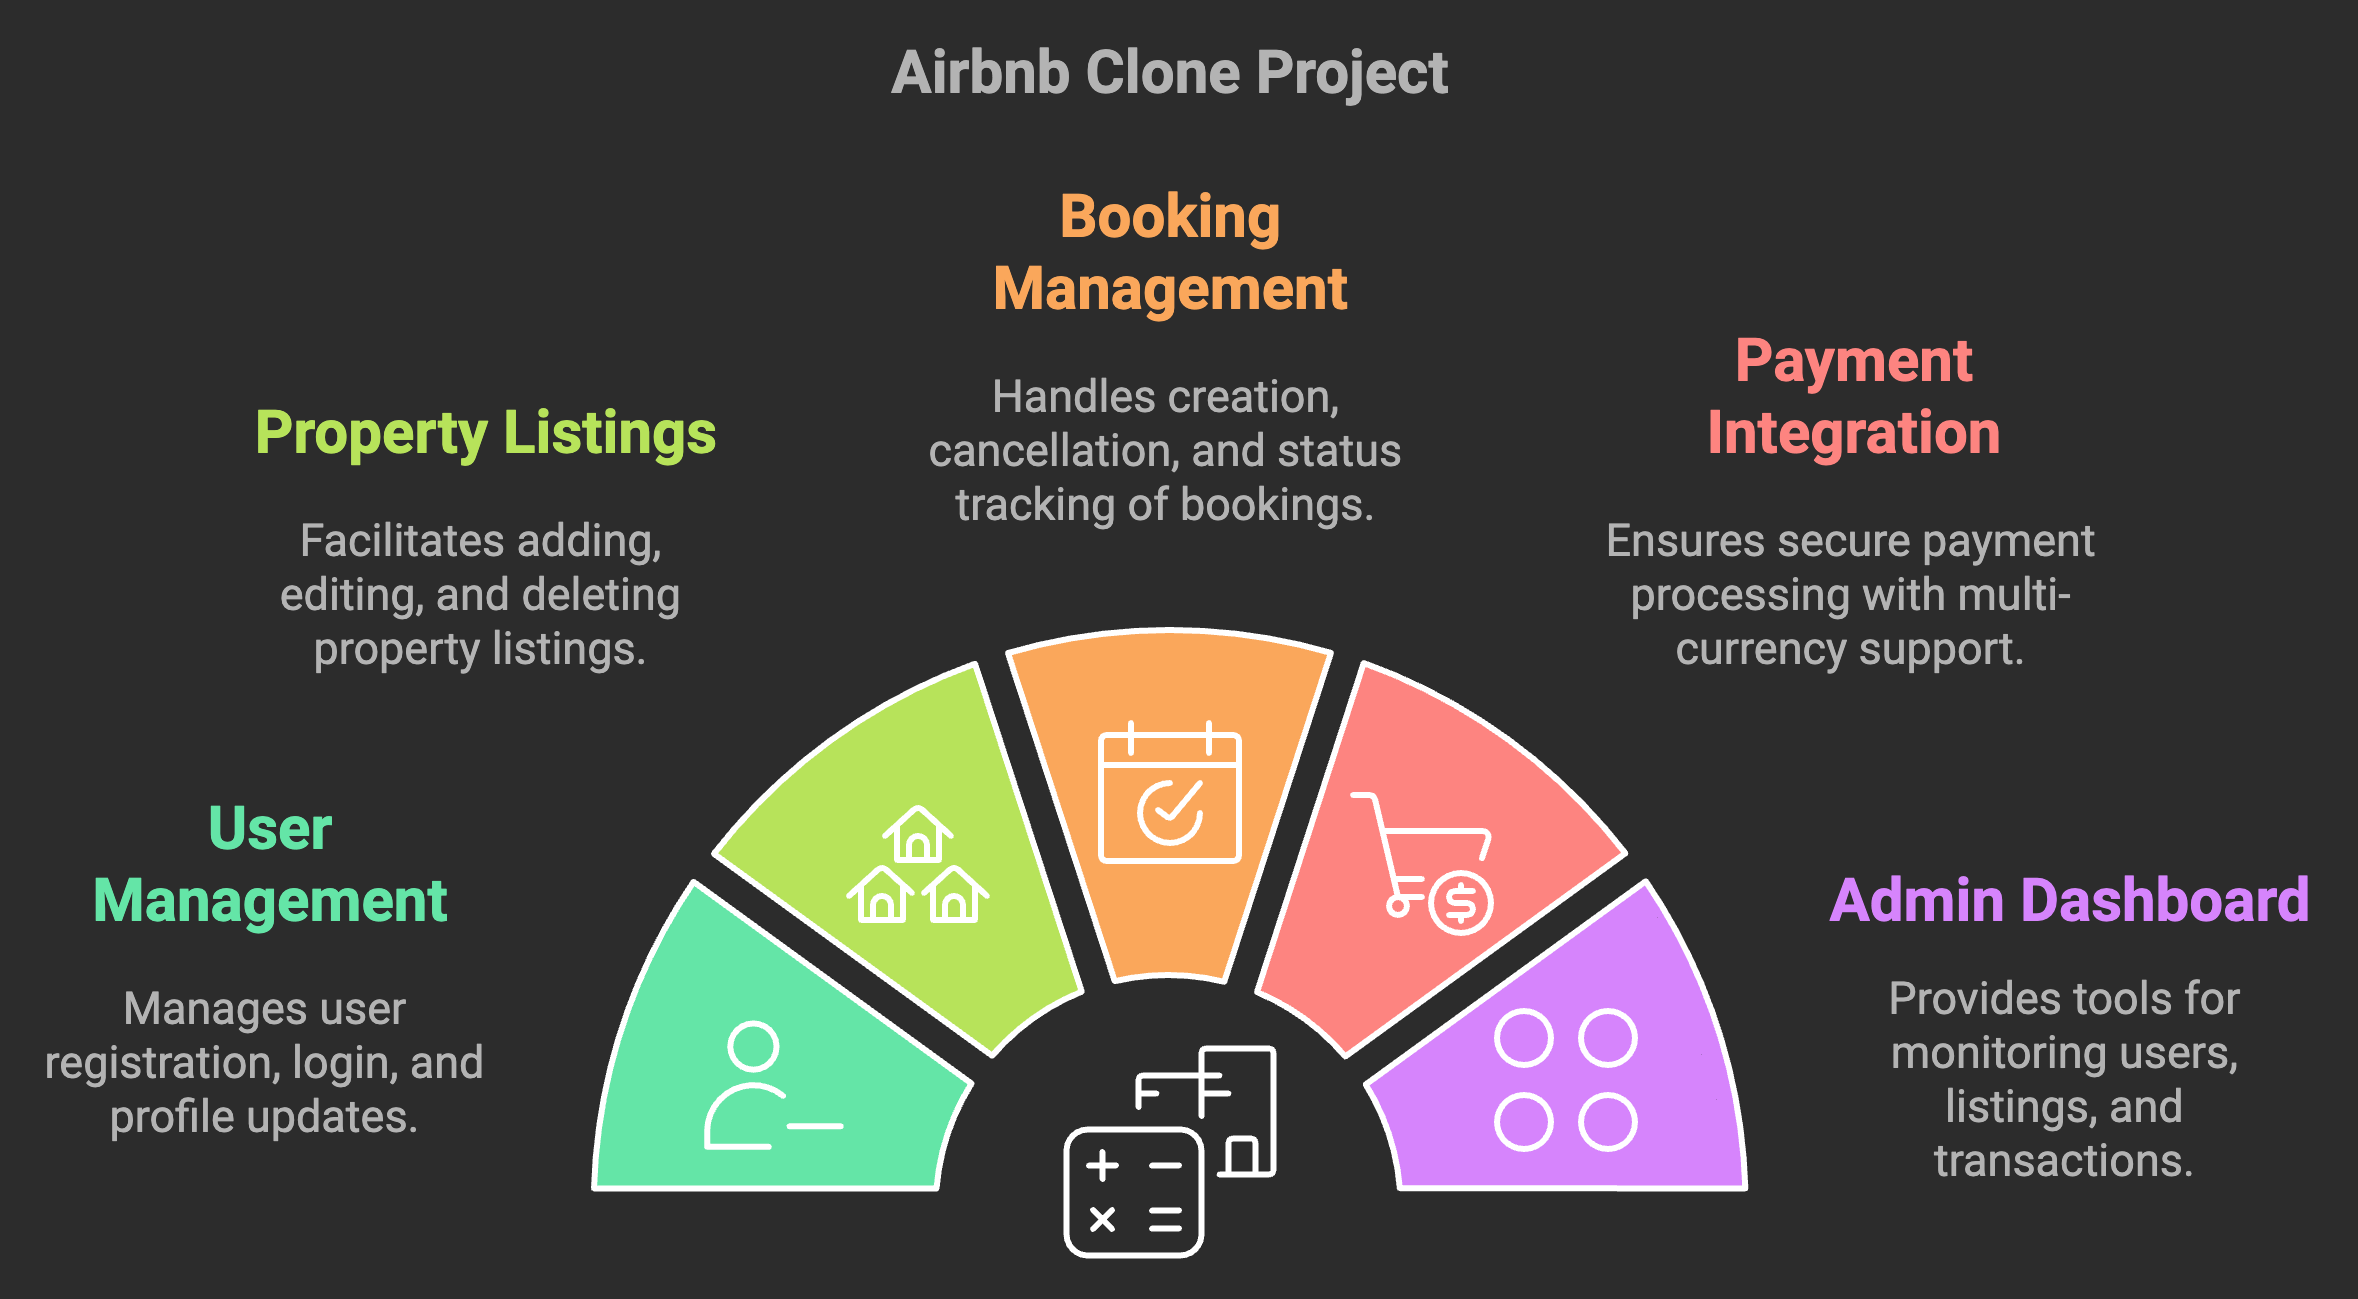 Airbnb Clone Project
Booking
Management
Handles creation,
cancellation, and status
tracking of bookings.
Property Listings
Facilitates adding,
editing, and deleting
property listings.
Payment
Integration
Ensures secure payment
processing with multi-
currency support.
User
Management
Manages user
registration, login, and
profile updates.
Admin Dashboard
Provides tools for
monitoring users,
listings, and
transactions.